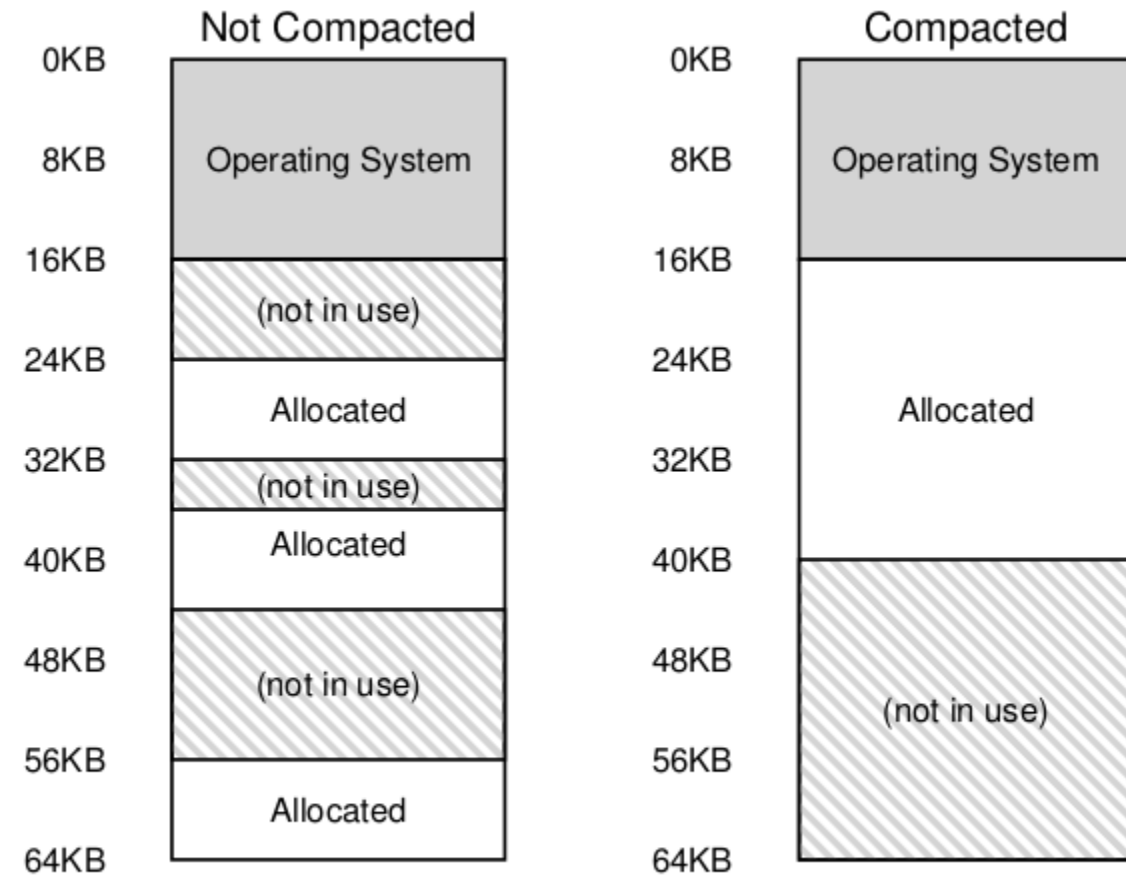 Not Compacted
0KB
8KB
Operating System
16KB
(not in use)
24KB
Allocated
32KB
(not in use)
Allocated
40KB
48KB
(not in use)
56KB
Allocated
64KB
Compacted
0KB
8KB
Operating System
16KB
24KB
Allocated
32KB
40KB
48KB
(not in use)
56KB
64KB